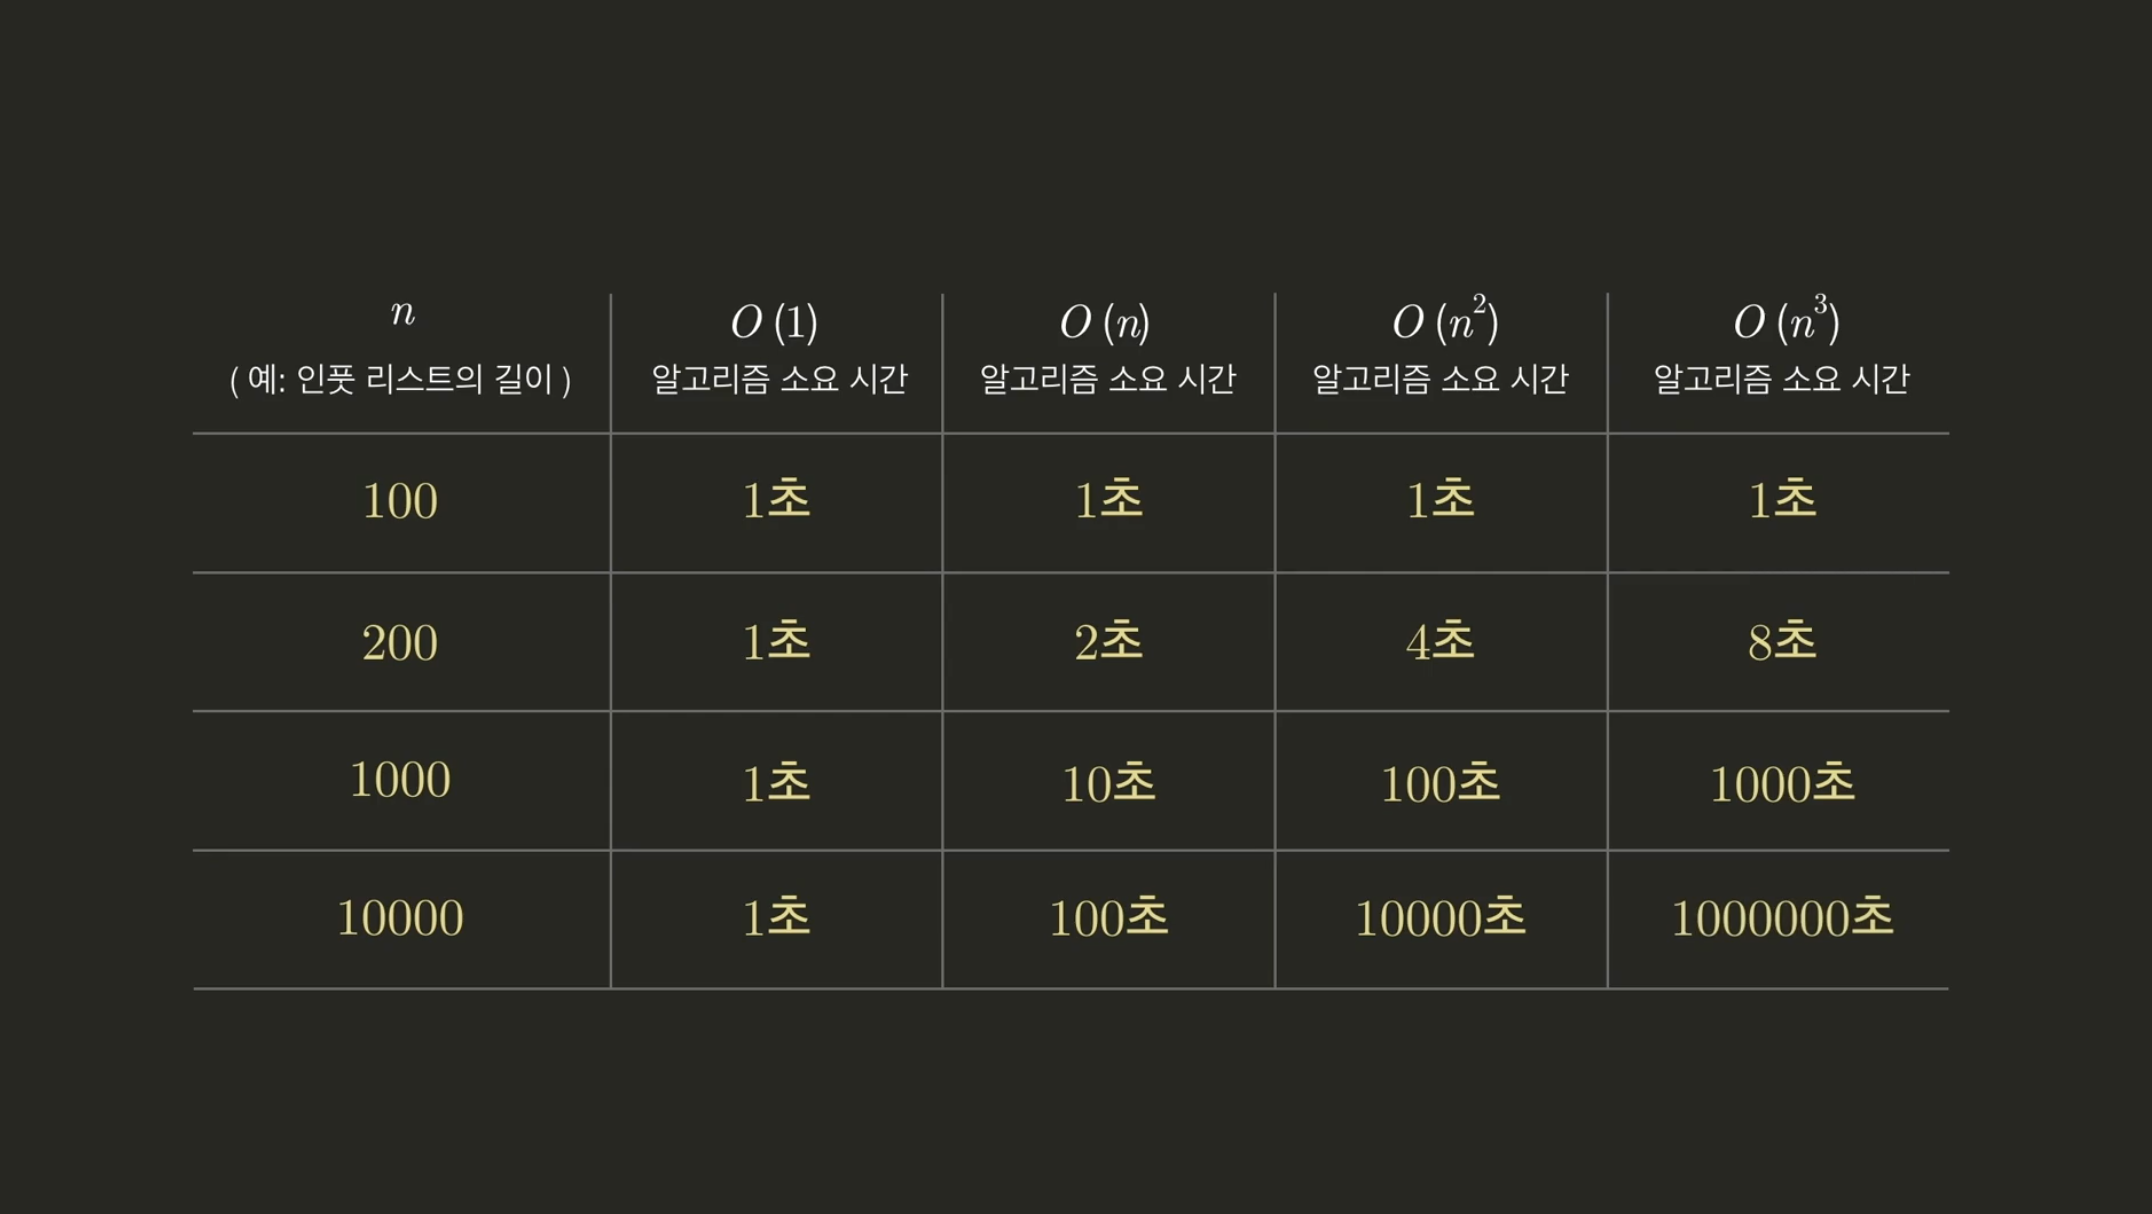 n O (1) O (n) O (n²) O (n³)
( 예: 인풋 리스트의 길이 ) 알고리즘 소요 시간 알고리즘 소요 시간 알고리즘 소요 시간 알고리즘 소요 시간
100 1초 1초 1초 1초
200 1초 2초 4초 8초
1000 1초 10초 100초 1000초
10000 1초 100초 10000초 1000000초